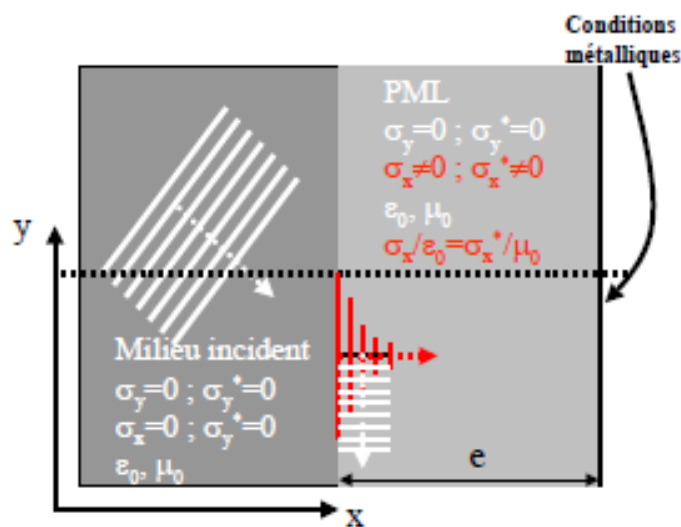 Conditions
métalliques
PML
σy=0 ; σy*=0
σx≠0 ; σx*≠0
ε0, μ0
σx/ε0=σx*/μ0
y
Milieu incident
σy=0 ; σy*=0
σx=0 ; σy*=0
ε0, μ0
e
x